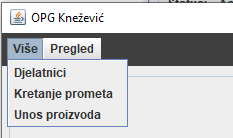 OPG Knežević
Više Pregled
Djelatnici
Kretanje prometa
Unos proizvoda